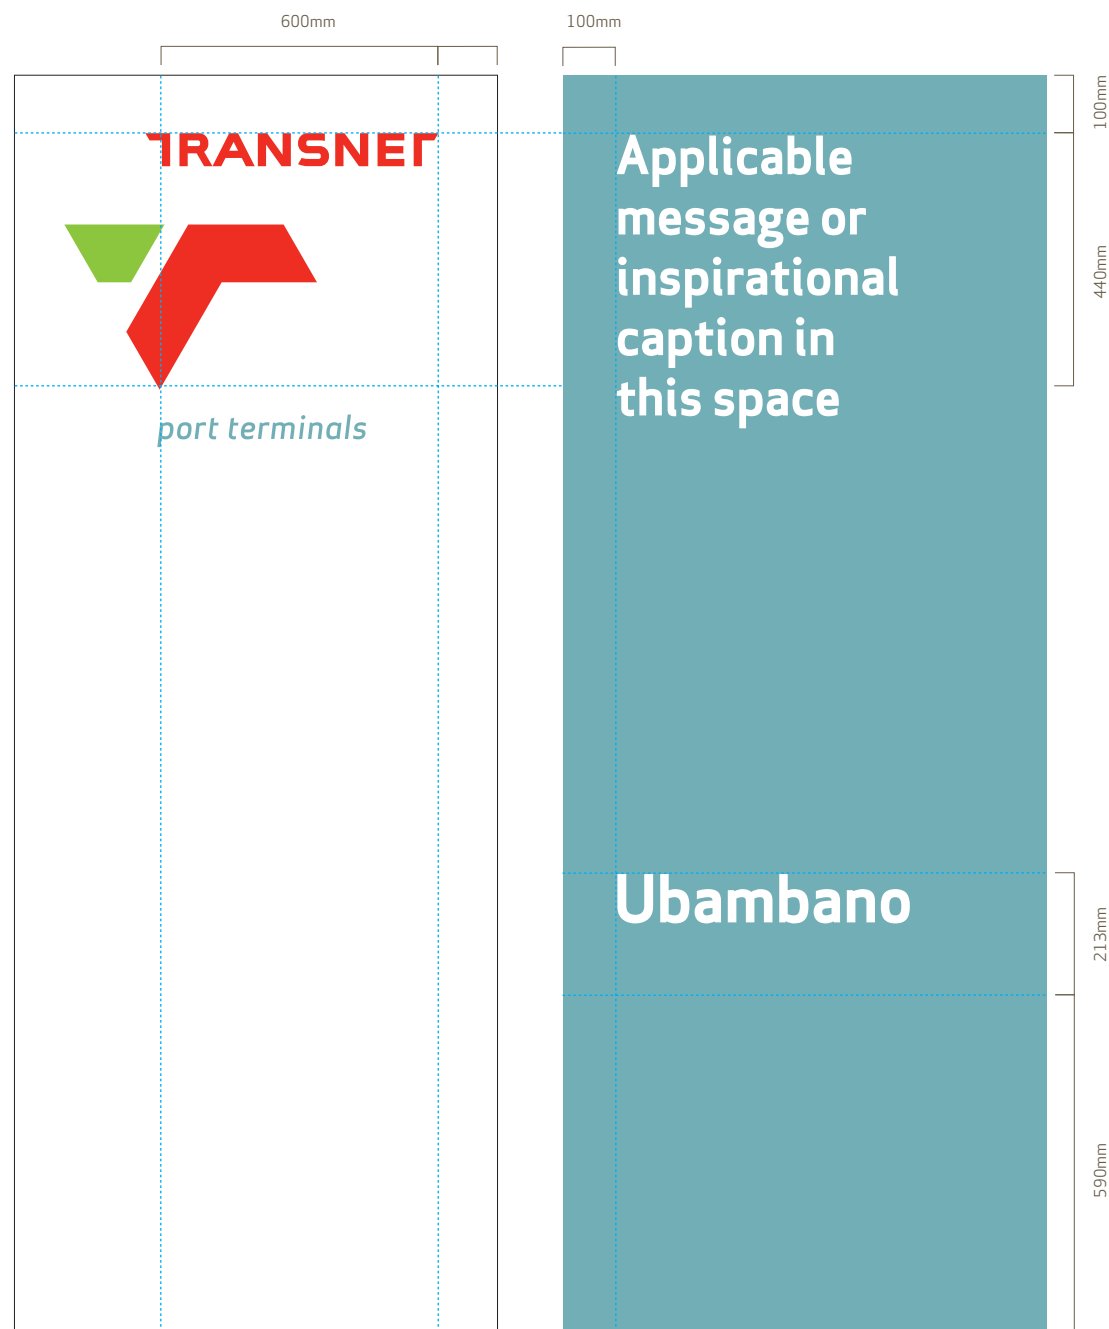 600mm
100mm
TRANSNET
port terminals
Applicable
message or
inspirational
caption in
this space
Ubambano
100mm
440mm
213mm
590mm